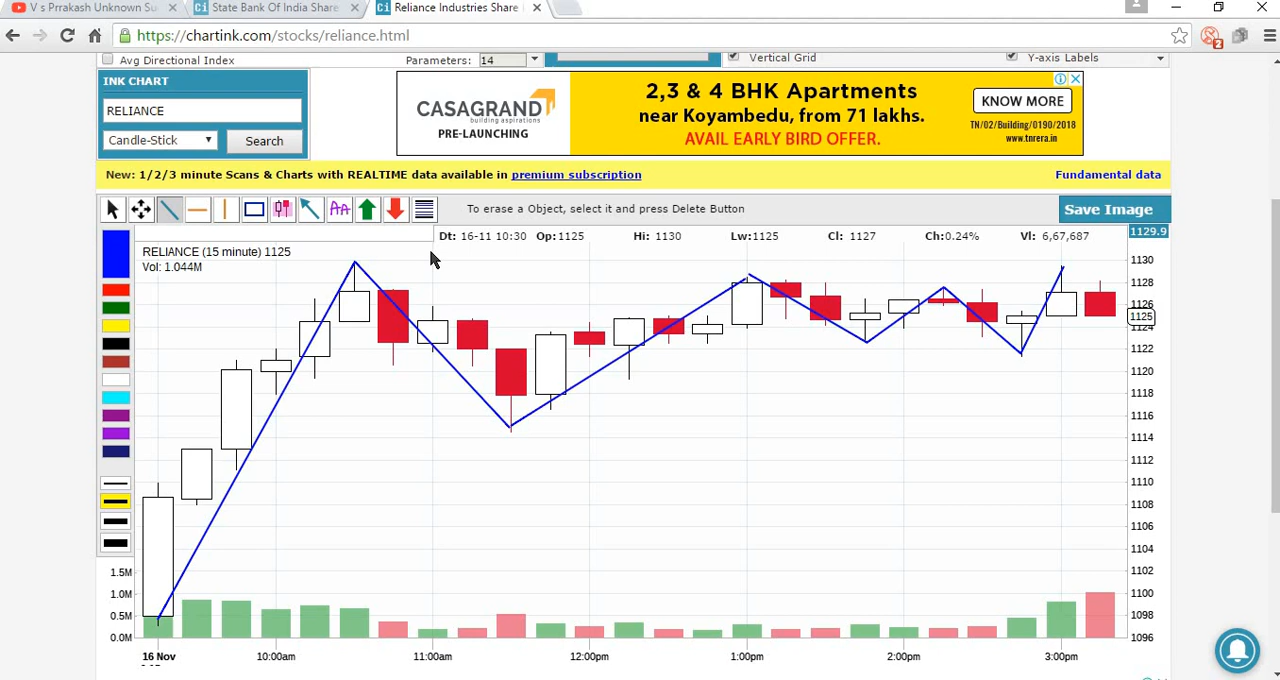 V s Prrakash Unknown Su
State Bank Of India Share
Reliance Industries Share
https://chartink.com/stocks/reliance.html
2
Avg Directional Index
Parameters: 14
Vertical Grid
Y-axis Labels
INK CHART
RELIANCE
Candle-Stick
Search
CASAGRAND
building aspirations
PRE-LAUNCHING
2,3 & 4 BHK Apartments
near Koyambedu, from 71 lakhs.
AVAIL EARLY BIRD OFFER.
KNOW MORE
TN/02/Building/0190/2018
www.tnrera.in
New: 1/2/3 minute Scans & Charts with REALTIME data available in premium subscription
Fundamental data
To erase a Object, select it and press Delete Button
Save Image
Dt: 16-11 10:30 Op:1125 Hi: 1130 Lw:1125 Cl: 1127 Ch:0.24% Vl: 6,67,687
1129.9
RELIANCE (15 minute) 1125
Vol: 1.044M
1130
1128
1126
1125
1124
1122
1120
1118
1116
1114
1112
1110
1108
1106
1104
1102
1100
1098
1096
1.5M
1.0M
0.5M
0.0M
16 Nov
10:00am
11:00am
12:00pm
1:00pm
2:00pm
3:00pm